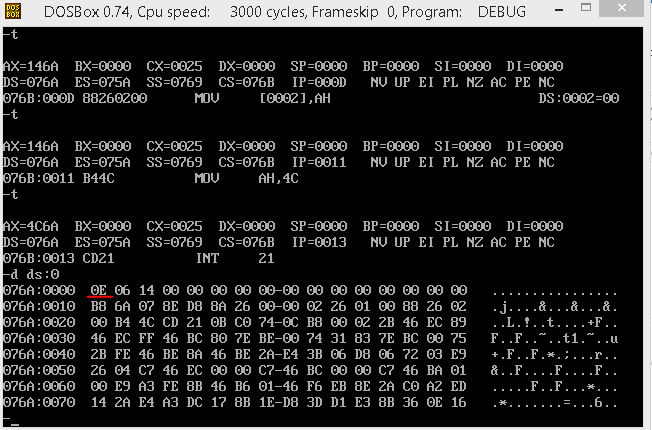 DOSBox 0.74, Cpu speed:    3000 cycles, Frameskip  0, Program:   DEBUG
-t
AX=146A  BX=0000  CX=0025  DX=0000  SP=0000  BP=0000  SI=0000  DI=0000
DS=076A  ES=075A  SS=0769  CS=076B  IP=000D   NV UP EI PL NZ AC PE NC
076B:000D 88260200      MOV     [0002],AH                          DS:0002=00
-t
AX=146A  BX=0000  CX=0025  DX=0000  SP=0000  BP=0000  SI=0000  DI=0000
DS=076A  ES=075A  SS=0769  CS=076B  IP=0011   NV UP EI PL NZ AC PE NC
076B:0011 B44C          MOV     AH,4C
-t
AX=4C6A  BX=0000  CX=0025  DX=0000  SP=0000  BP=0000  SI=0000  DI=0000
DS=076A  ES=075A  SS=0769  CS=076B  IP=0013   NV UP EI PL NZ AC PE NC
076B:0013 CD21          INT     21
-d ds:0
076A:0000  0E 06 14 00 00 00 00 00-00 00 00 00 00 00 00 00   ................
076A:0010  B8 6A 07 8E D8 8A 26 00-00 02 26 01 00 88 26 02   .j....&...&...&.
076A:0020  00 B4 4C CD 21 0B C0 74-0C B8 00 02 2B 46 EC 89   ..L.!..t....+F..
076A:0030  46 EC FF 46 BC 80 7E BE-00 74 31 83 7E BC 00 75   F..F..~..t1.~..u
076A:0040  2B FE 46 BE 8A 46 BE 2A-E4 3B 06 D8 06 72 03 E9   +.F..F.*.;...r..
076A:0050  26 04 C7 46 EC 00 00 C7-46 BC 00 00 C7 46 BA 01   &..F....F....F..
076A:0060  00 E9 A3 FE 8B 46 B6 01-46 F6 EB 8E 2A C0 A2 ED   .....F..F...*...
076A:0070  14 2A E4 A3 DC 17 8B 1E-D8 3D D1 E3 8B 36 0E 16   .*.......=...6..
-